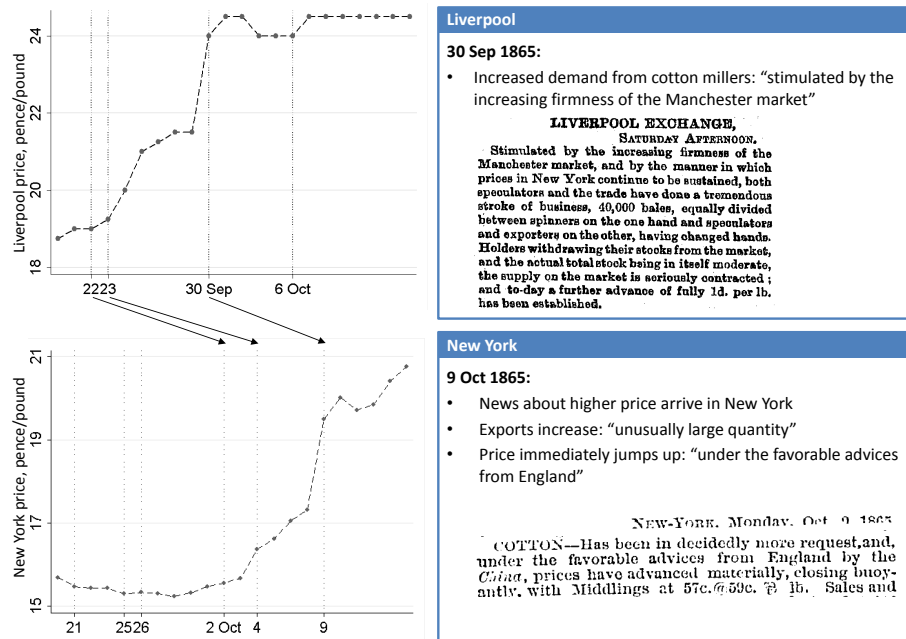 Liverpool price, pence/pound
24
22
20
18
2223
30 Sep
6 Oct
New York price, pence/pound
21
19
17
15
21
2526
2 Oct
4
9
Liverpool
30 Sep 1865:
• Increased demand from cotton millers: “stimulated by the
increasing firmness of the Manchester market”
LIVERPOOL EXCHANGE,
SATURDAY AFTERNOON.
Stimulated by the increasing firmness of the
Manchester market, and by the manner in which
prices in New York continue to be sustained, both
speculators and the trade have done a tremendous
stroke of business, 40,000 bales, equally divided
between spinners on the one hand and speculators
and exporters on the other, having changed hands.
Holders withdrawing their stocks from the market,
and the actual total stock being in itself moderate,
the supply on the market is seriously contracted ;
and to-day a further advance of fully 1d. per lb.
has been established.
New York
9 Oct 1865:
• News about higher price arrive in New York
• Exports increase: “unusually large quantity”
• Price immediately jumps up: “under the favorable advices
from England”
NEW-YORK, Monday, Oct. 9, 1865
COTTON—Has been in decidedly more request, and,
under the favorable advices from England by the
China, prices have advanced materially, closing buoy-
antly, with Middlings at 57c.@59c. ℔ lb. Sales and